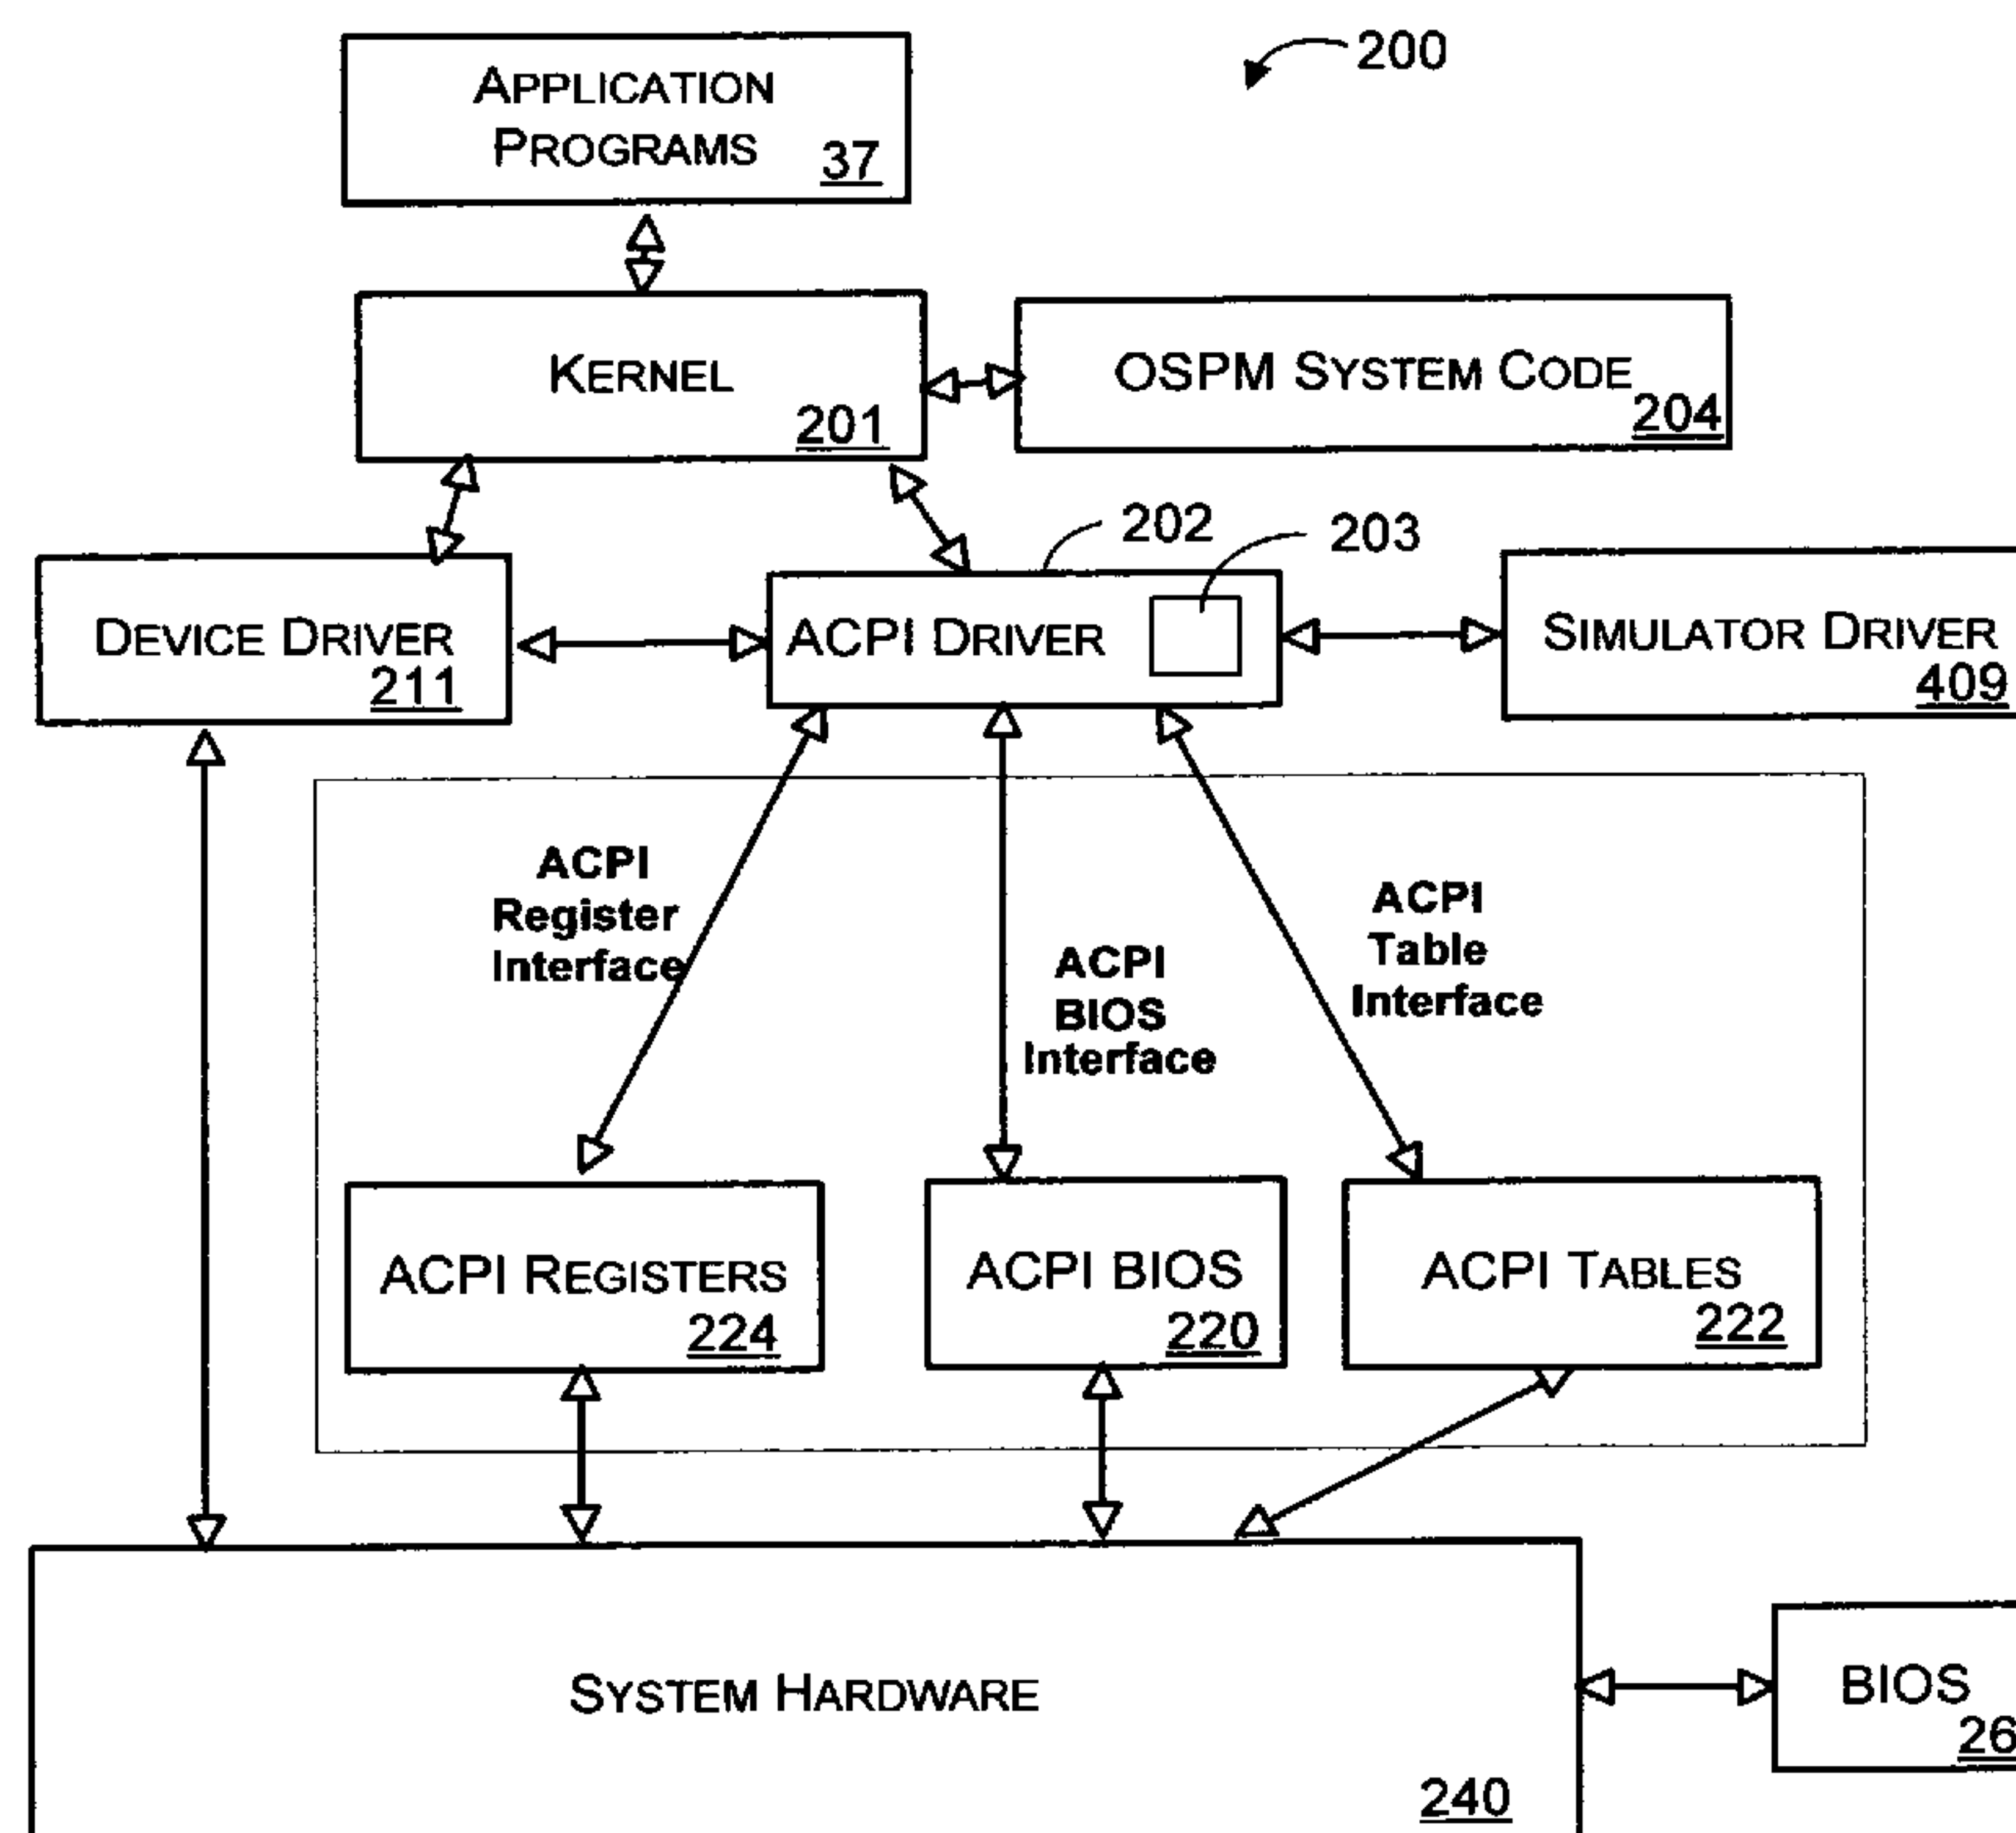 200
APPLICATION
PROGRAMS
37
KERNEL
201
OSPM SYSTEM CODE
204
202
203
DEVICE DRIVER
211
ACPI DRIVER
SIMULATOR DRIVER
409
ACPI
Register
Interface
ACPI
BIOS
Interface
ACPI
Table
Interface
ACPI REGISTERS
224
ACPI BIOS
220
ACPI TABLES
222
SYSTEM HARDWARE
240
BIOS
26